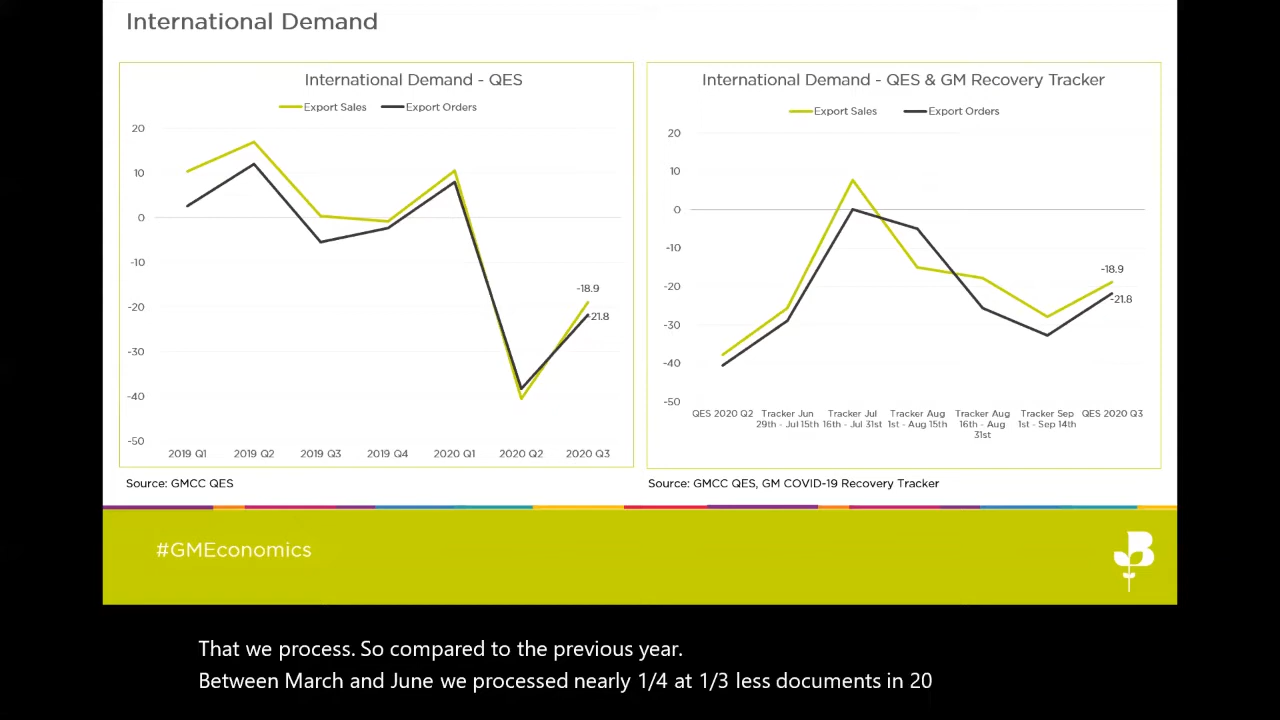 International Demand
International Demand - QES
Export Sales
Export Orders
20
10
0
-10
-20
-30
-40
-50
-18.9
-21.8
2019 Q1
2019 Q2
2019 Q3
2019 Q4
2020 Q1
2020 Q2
2020 Q3
Source: GMCC QES
International Demand - QES & GM Recovery Tracker
Export Sales
Export Orders
20
10
0
-10
-20
-30
-40
-50
-18.9
-21.8
QES 2020 Q2
Tracker Jun
29th - Jul 15th
Tracker Jul
16th - Jul 31st
Tracker Aug
1st - Aug 15th
Tracker Aug
16th - Aug
31st
Tracker Sep
1st - Sep 14th
QES 2020 Q3
Source: GMCC QES, GM COVID-19 Recovery Tracker
#GMEconomics
B
That we process. So compared to the previous year.
Between March and June we processed nearly 1/4 at 1/3 less documents in 20